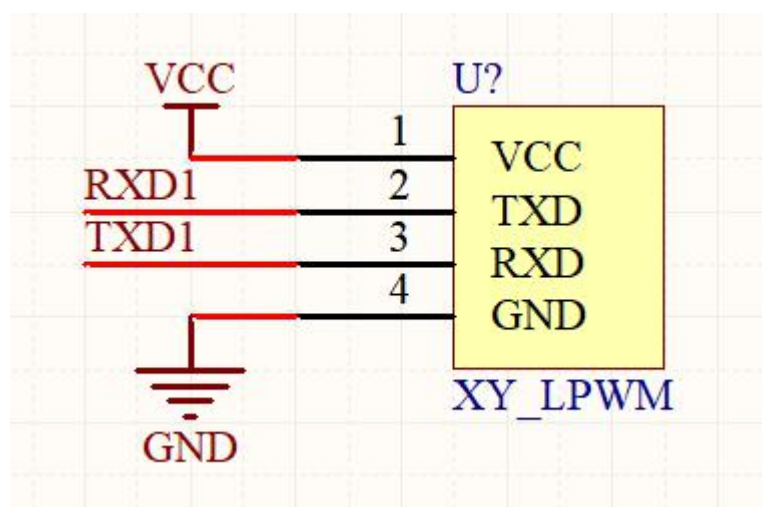 VCC
U?
1
VCC
RXD1
2
TXD
TXD1
3
RXD
4
GND
XY_LPWM
GND